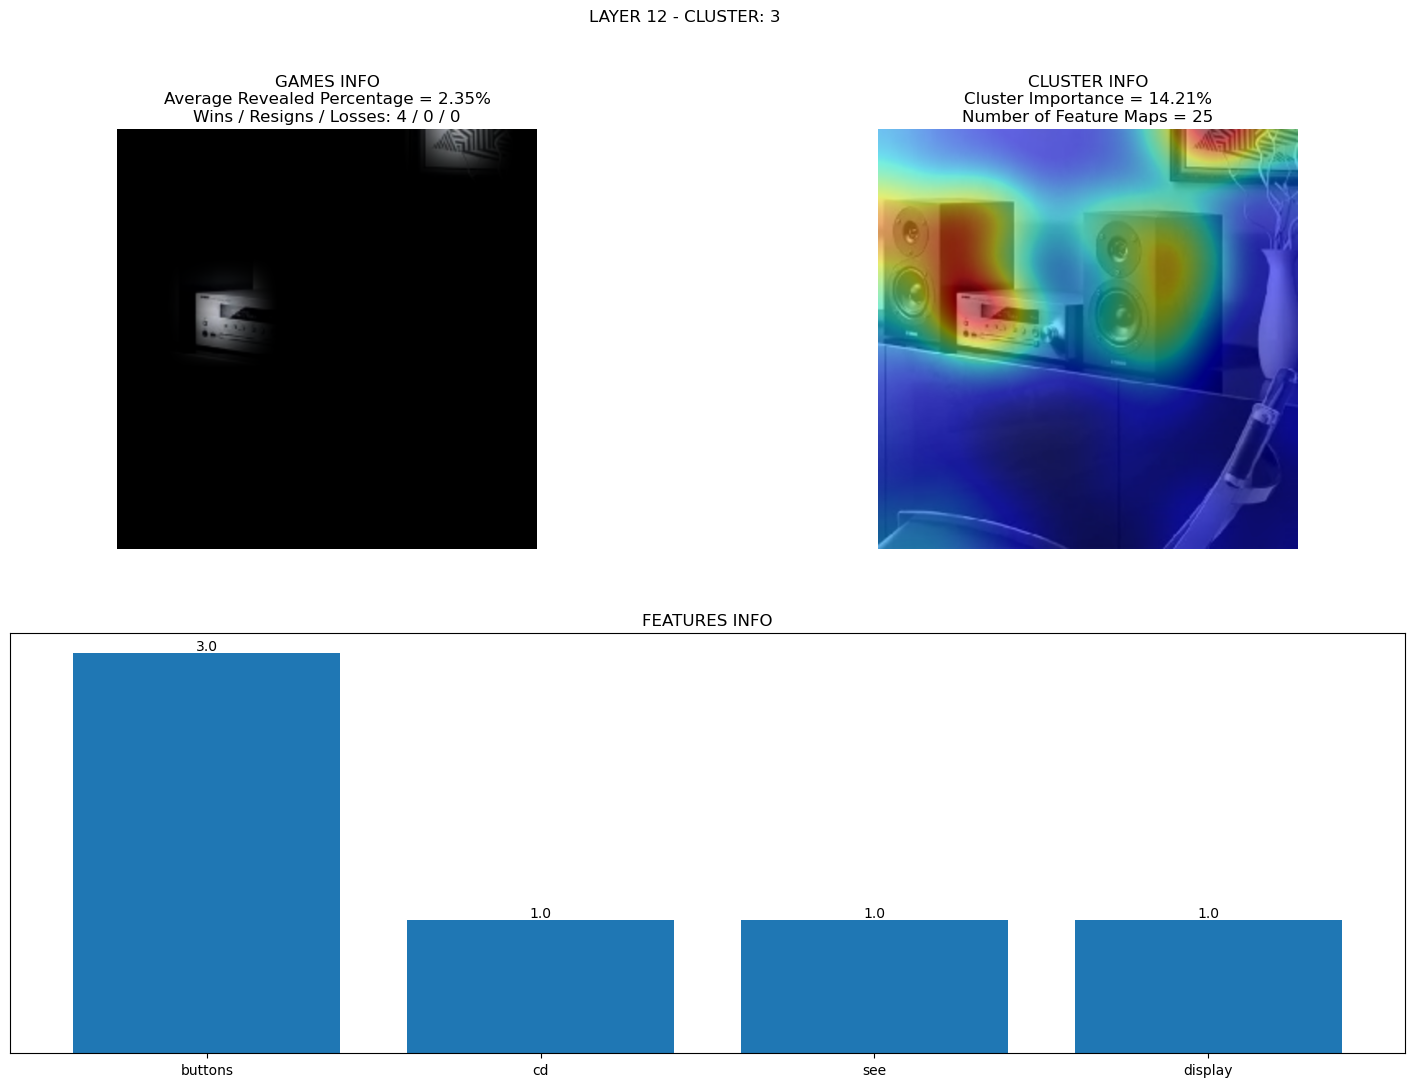 LAYER 12 - CLUSTER: 3
GAMES INFO
Average Revealed Percentage = 2.35%
Wins / Resigns / Losses: 4 / 0 / 0
CLUSTER INFO
Cluster Importance = 14.21%
Number of Feature Maps = 25
FEATURES INFO
3.0
1.0
1.0
1.0
buttons
cd
see
display